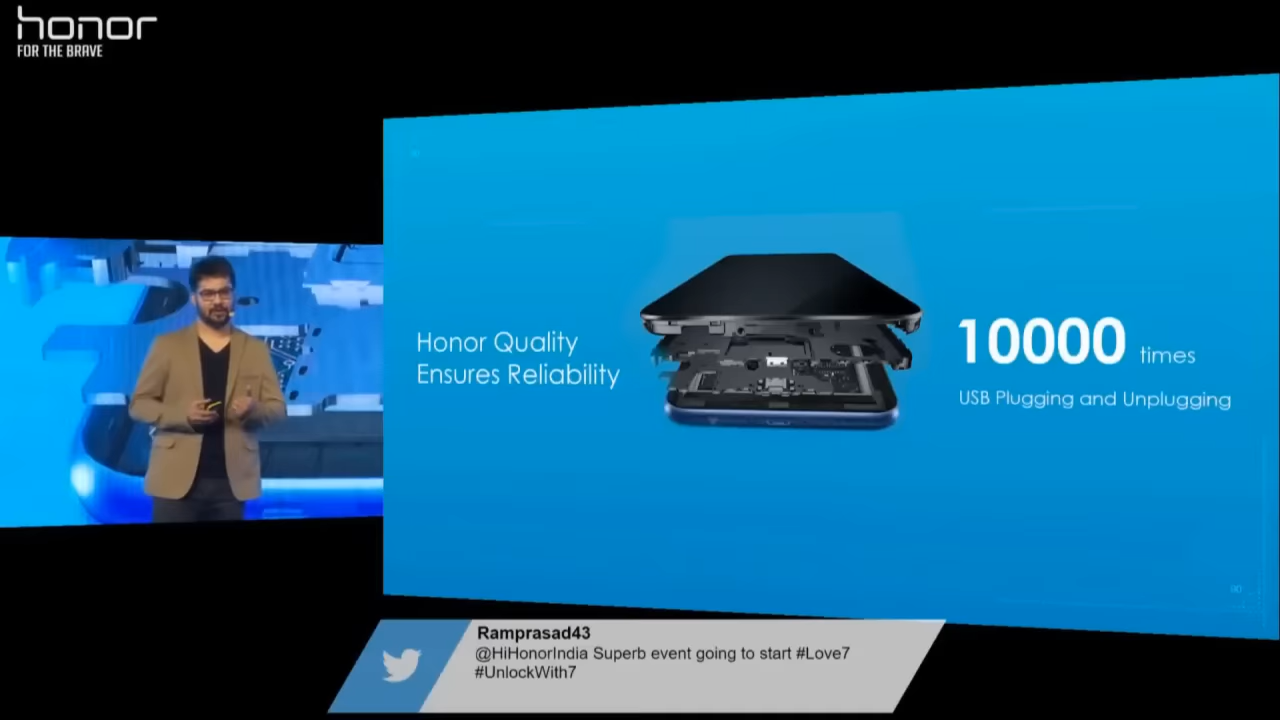 honor
FOR THE BRAVE
Honor Quality
Ensures Reliability
10000 times
USB Plugging and Unplugging
90
Ramprasad43
@HiHonorIndia Superb event going to start #Love7
#UnlockWith7